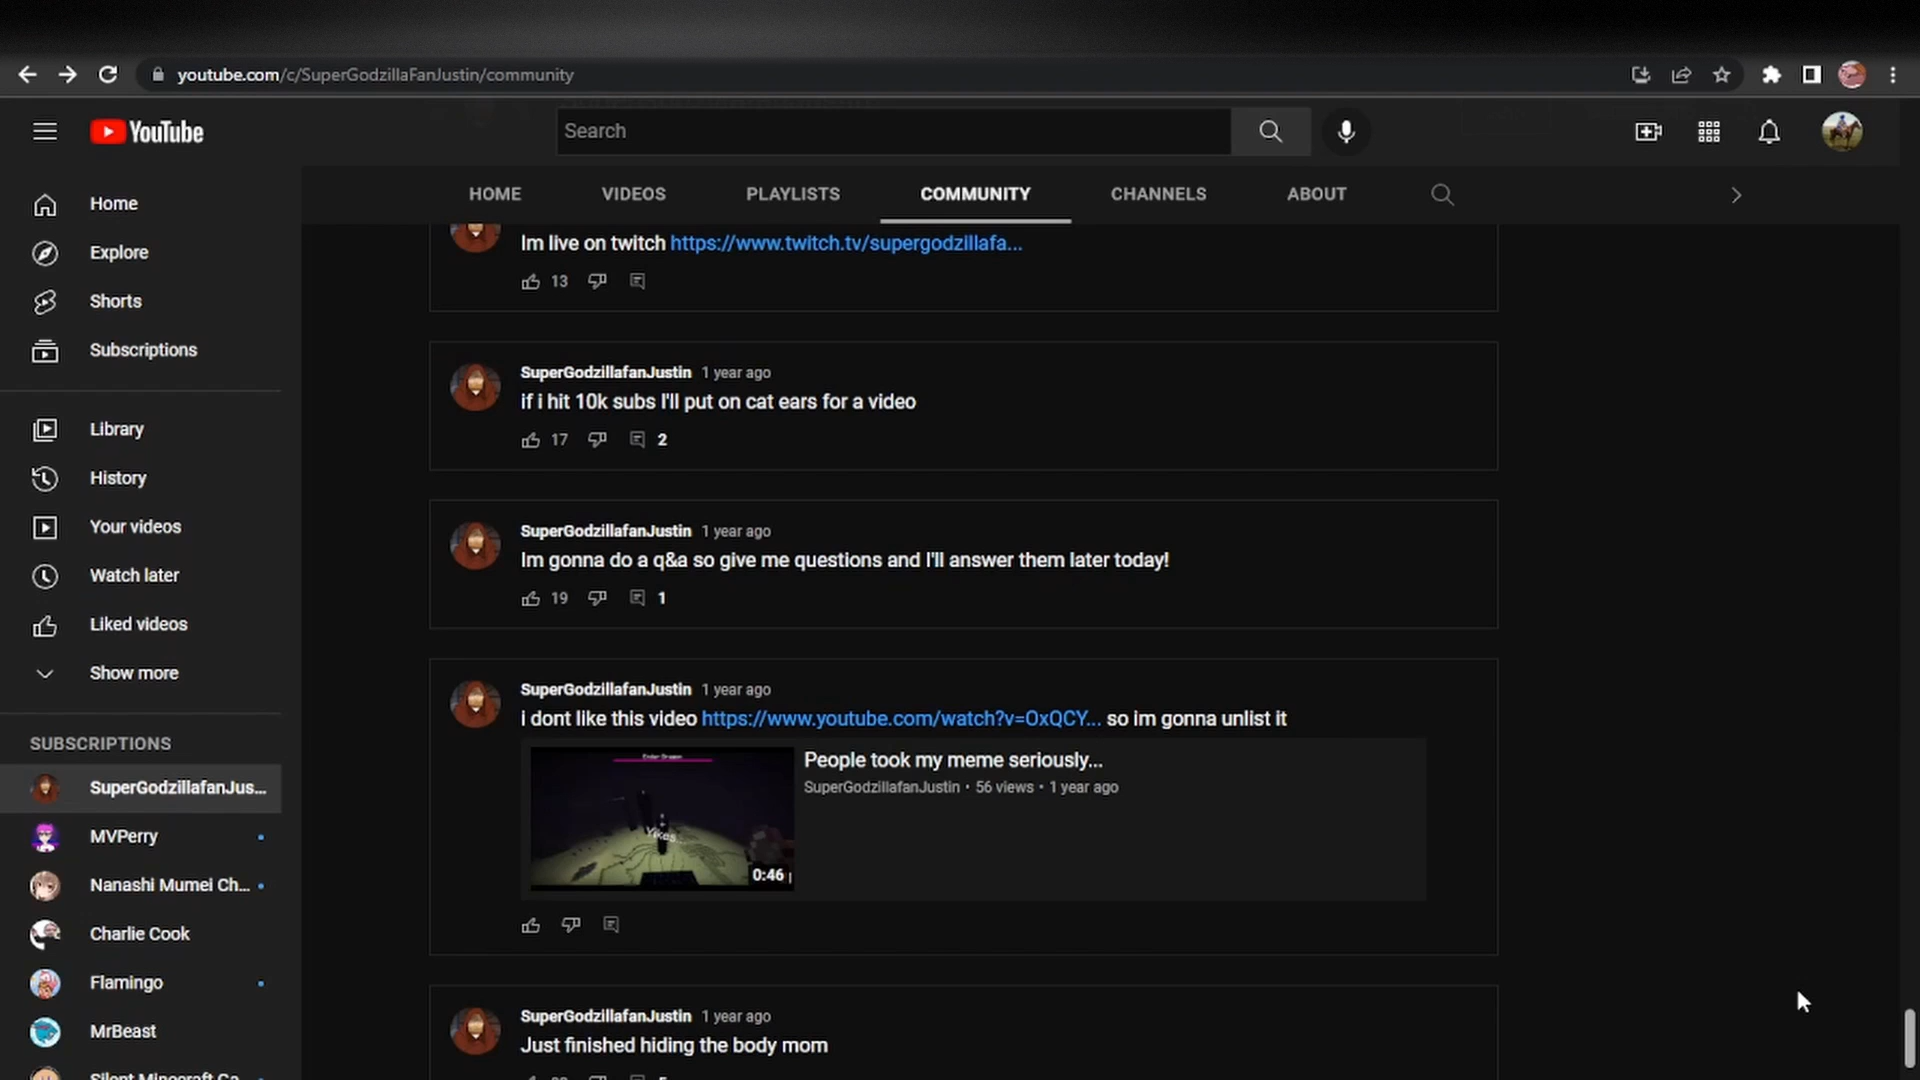 youtube.com/c/SuperGodzillaFanJustin/community
YouTube
Search
HOME VIDEOS PLAYLISTS COMMUNITY CHANNELS ABOUT
Home
Explore
Shorts
Subscriptions
Library
History
Your videos
Watch later
Liked videos
Show more
SUBSCRIPTIONS
SuperGodzillafanJus...
MVPerry
Nanashi Mumei Ch...
Charlie Cook
Flamingo
MrBeast
Im live on twitch https://www.twitch.tv/supergodzillafa...
13
SuperGodzillafanJustin 1 year ago
if i hit 10k subs I'll put on cat ears for a video
17 2
SuperGodzillafanJustin 1 year ago
Im gonna do a q&a so give me questions and I'll answer them later today!
19 1
SuperGodzillafanJustin 1 year ago
i dont like this video https://www.youtube.com/watch?v=OxQCY... so im gonna unlist it
Ender Dragon
Yikes
0:46
People took my meme seriously...
SuperGodzillafanJustin • 56 views • 1 year ago
SuperGodzillafanJustin 1 year ago
Just finished hiding the body mom